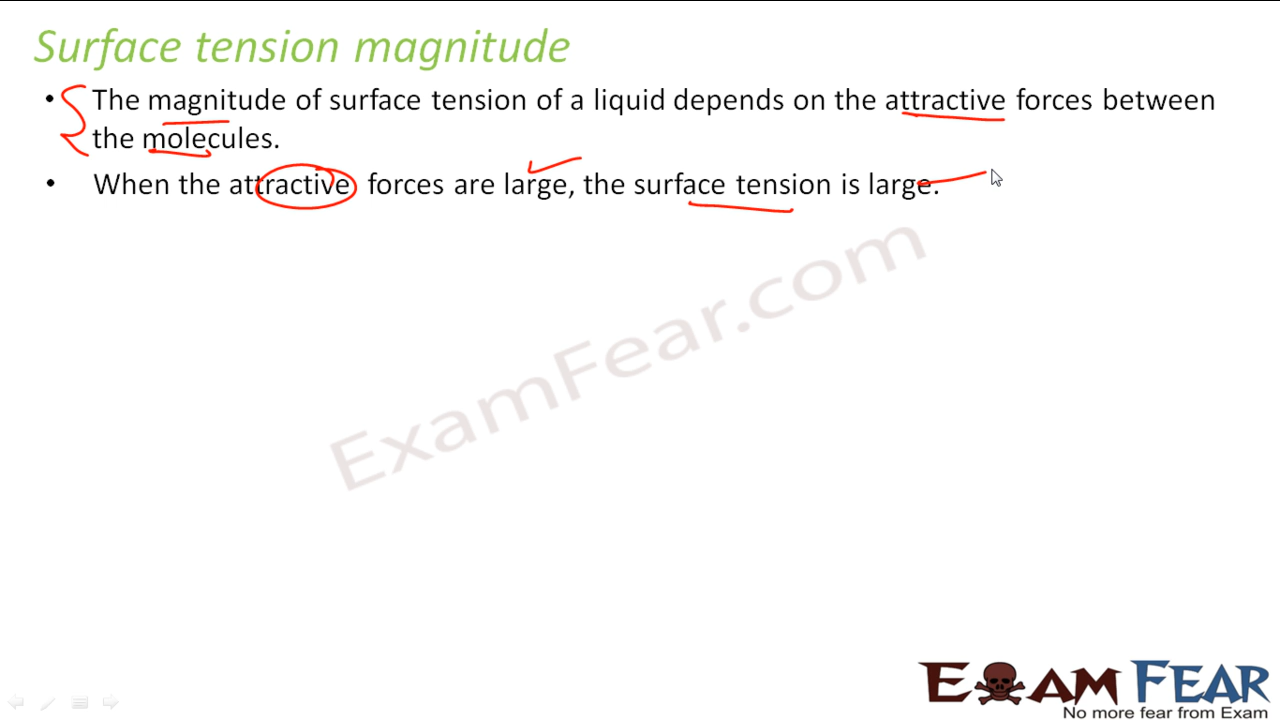 Surface tension magnitude
• The magnitude of surface tension of a liquid depends on the attractive forces between
the molecules.
• When the attractive forces are large, the surface tension is large.
ExamFear.com
EXAM FEAR
No more fear from Exam